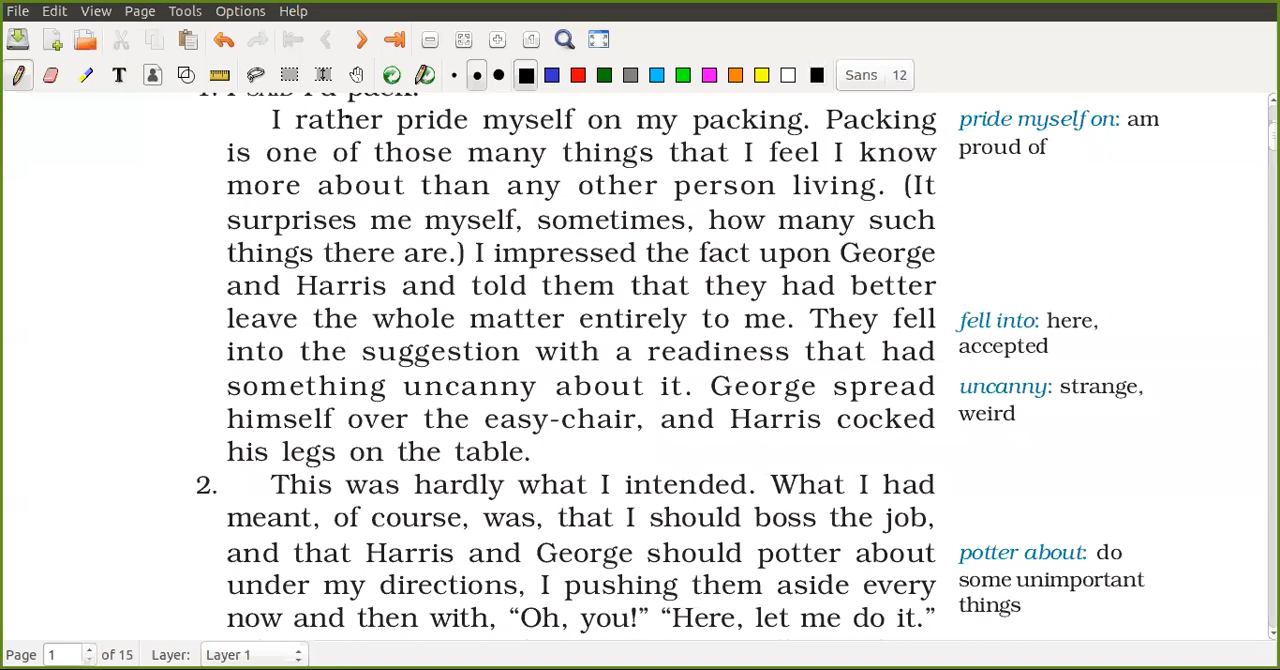 File Edit View Page Tools Options Help
T
Sans 12
1. I SAID I'd pack.
I rather pride myself on my packing. Packing
is one of those many things that I feel I know
more about than any other person living. (It
surprises me myself, sometimes, how many such
things there are.) I impressed the fact upon George
and Harris and told them that they had better
leave the whole matter entirely to me. They fell
into the suggestion with a readiness that had
something uncanny about it. George spread
himself over the easy-chair, and Harris cocked
his legs on the table.
2. This was hardly what I intended. What I had
meant, of course, was, that I should boss the job,
and that Harris and George should potter about
under my directions, I pushing them aside every
now and then with, “Oh, you!” “Here, let me do it.”
pride myself on: am
proud of
fell into: here,
accepted
uncanny: strange,
weird
potter about: do
some unimportant
things
Page 1 of 15 Layer: Layer 1